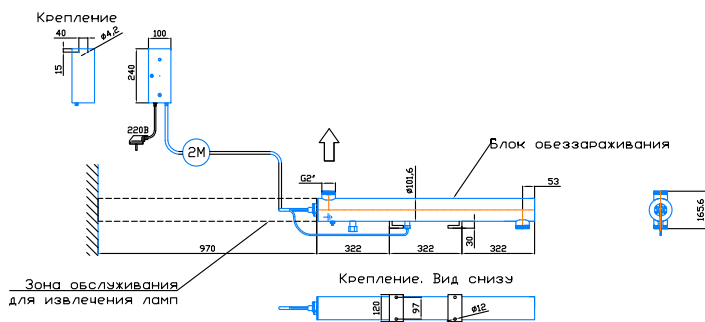 Крепление
40
ø4,2
15
100
240
220В
2М
G2"
ø101,6
Блок обеззараживания
53
165.6
30
970
322
322
322
Зона обслуживания
для извлечения ламп
Крепление. Вид снизу
120
97
ø12